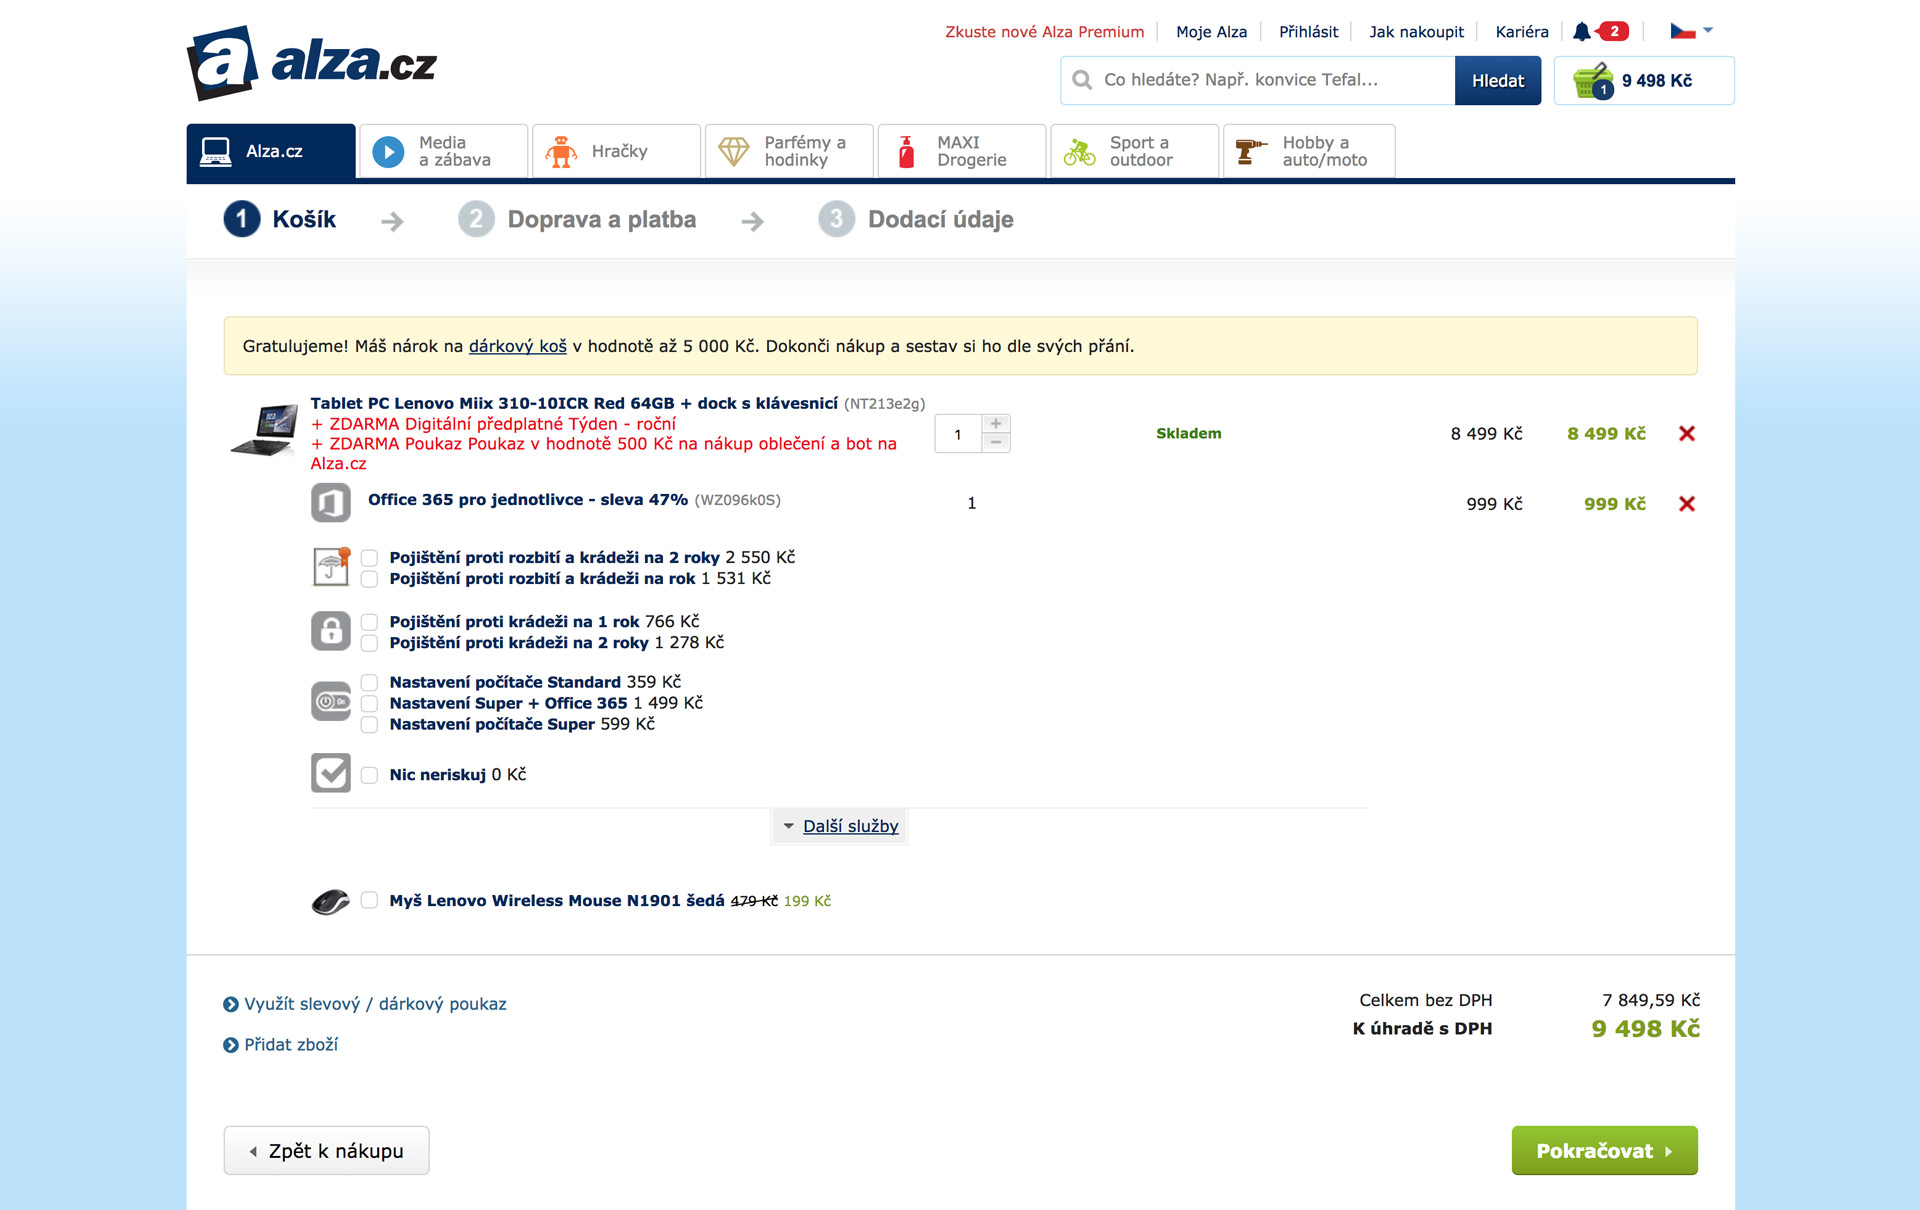 a alza.cz
Zkuste nové Alza Premium
Moje Alza
Přihlásit
Jak nakoupit
Kariéra
2
Co hledáte? Např. konvice Tefal...
Hledat
1
9 498 Kč
Alza.cz
Media
a zábava
Hračky
Parfémy a
hodinky
MAXI
Drogerie
Sport a
outdoor
Hobby a
auto/moto
1 Košík
2 Doprava a platba
3 Dodací údaje
Gratulujeme! Máš nárok na dárkový koš v hodnotě až 5 000 Kč. Dokonči nákup a sestav si ho dle svých přání.
Tablet PC Lenovo Miix 310-10ICR Red 64GB + dock s klávesnicí (NT213e2g)
+ ZDARMA Digitální předplatné Týden - roční
+ ZDARMA Poukaz Poukaz v hodnotě 500 Kč na nákup oblečení a bot na
Alza.cz
1
+
−
Skladem
8 499 Kč
8 499 Kč
Office 365 pro jednotlivce - sleva 47% (WZ096k0S)
1
999 Kč
999 Kč
Pojištění proti rozbití a krádeži na 2 roky 2 550 Kč
Pojištění proti rozbití a krádeži na rok 1 531 Kč
Pojištění proti krádeži na 1 rok 766 Kč
Pojištění proti krádeži na 2 roky 1 278 Kč
On
Nastavení počítače Standard 359 Kč
Nastavení Super + Office 365 1 499 Kč
Nastavení počítače Super 599 Kč
Nic neriskuj 0 Kč
Další služby
Myš Lenovo Wireless Mouse N1901 šedá 479 Kč 199 Kč
Využít slevový / dárkový poukaz
Přidat zboží
Celkem bez DPH
7 849,59 Kč
K úhradě s DPH
9 498 Kč
Zpět k nákupu
Pokračovat